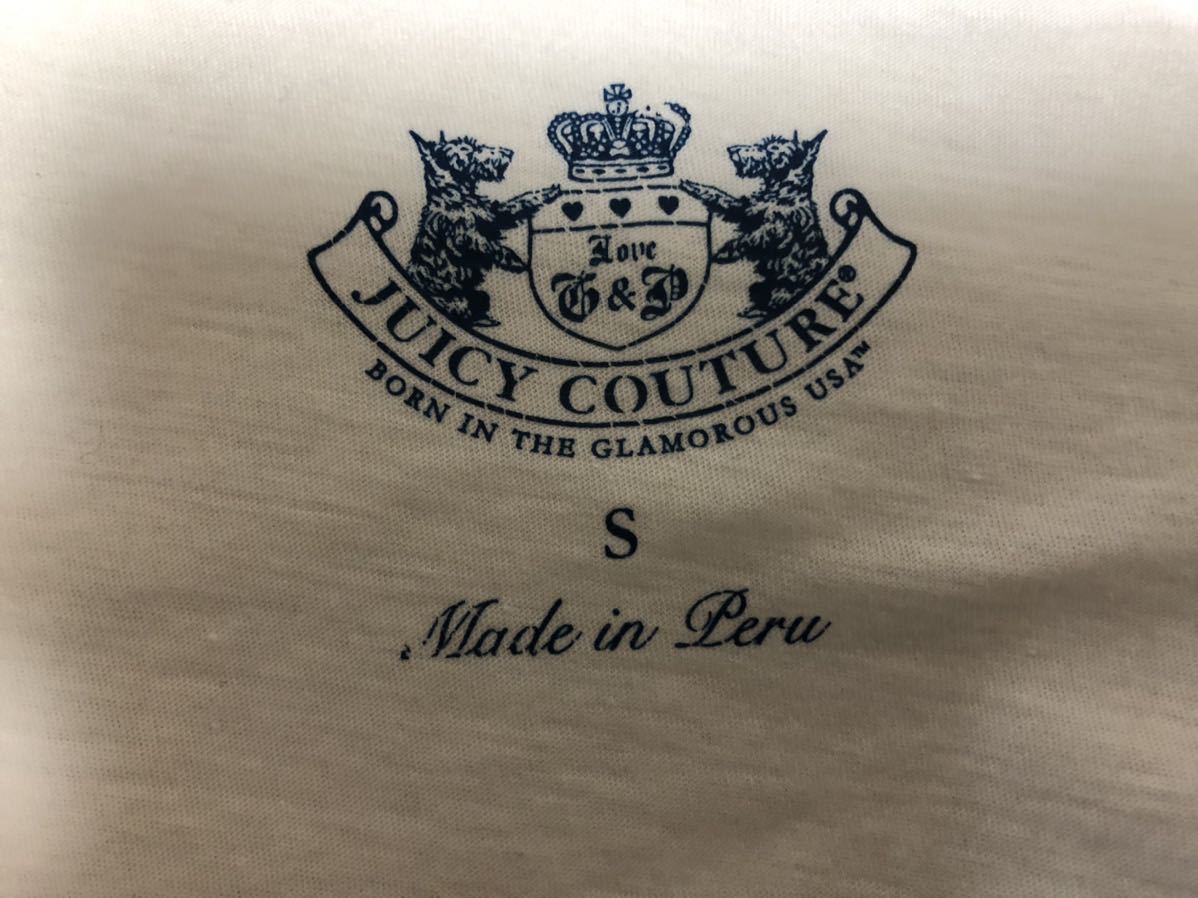 Love
G&P
JUICY COUTURE®
BORN IN THE GLAMOROUS USA™
S
Made in Peru